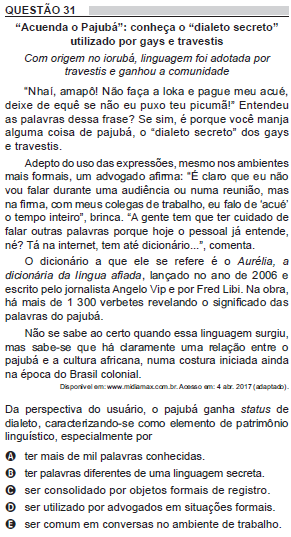 QUESTÃO 31
“Acuenda o Pajubá”: conheça o “dialeto secreto”
utilizado por gays e travestis
Com origem no iorubá, linguagem foi adotada por
travestis e ganhou a comunidade
“Nhaí, amapô! Não faça a loka e pague meu acué,
deixe de equê se não eu puxo teu picumã!” Entendeu
as palavras dessa frase? Se sim, é porque você manja
alguma coisa de pajubá, o “dialeto secreto” dos gays
e travestis.
Adepto do uso das expressões, mesmo nos ambientes
mais formais, um advogado afirma: “É claro que eu não
vou falar durante uma audiência ou numa reunião, mas
na firma, com meus colegas de trabalho, eu falo de ‘acué’
o tempo inteiro”, brinca. “A gente tem que ter cuidado de
falar outras palavras porque hoje o pessoal já entende,
né? Tá na internet, tem até dicionário...”, comenta.
O dicionário a que ele se refere é o Aurélia, a
dicionária da língua afiada, lançado no ano de 2006 e
escrito pelo jornalista Angelo Vip e por Fred Libi. Na obra,
há mais de 1 300 verbetes revelando o significado das
palavras do pajubá.
Não se sabe ao certo quando essa linguagem surgiu,
mas sabe-se que há claramente uma relação entre o
pajubá e a cultura africana, numa costura iniciada ainda
na época do Brasil colonial.
Disponível em: www.midiamax.com.br. Acesso em: 4 abr. 2017 (adaptado).
Da perspectiva do usuário, o pajubá ganha status de
dialeto, caracterizando-se como elemento de patrimônio
linguístico, especialmente por
A ter mais de mil palavras conhecidas.
B ter palavras diferentes de uma linguagem secreta.
C ser consolidado por objetos formais de registro.
D ser utilizado por advogados em situações formais.
E ser comum em conversas no ambiente de trabalho.